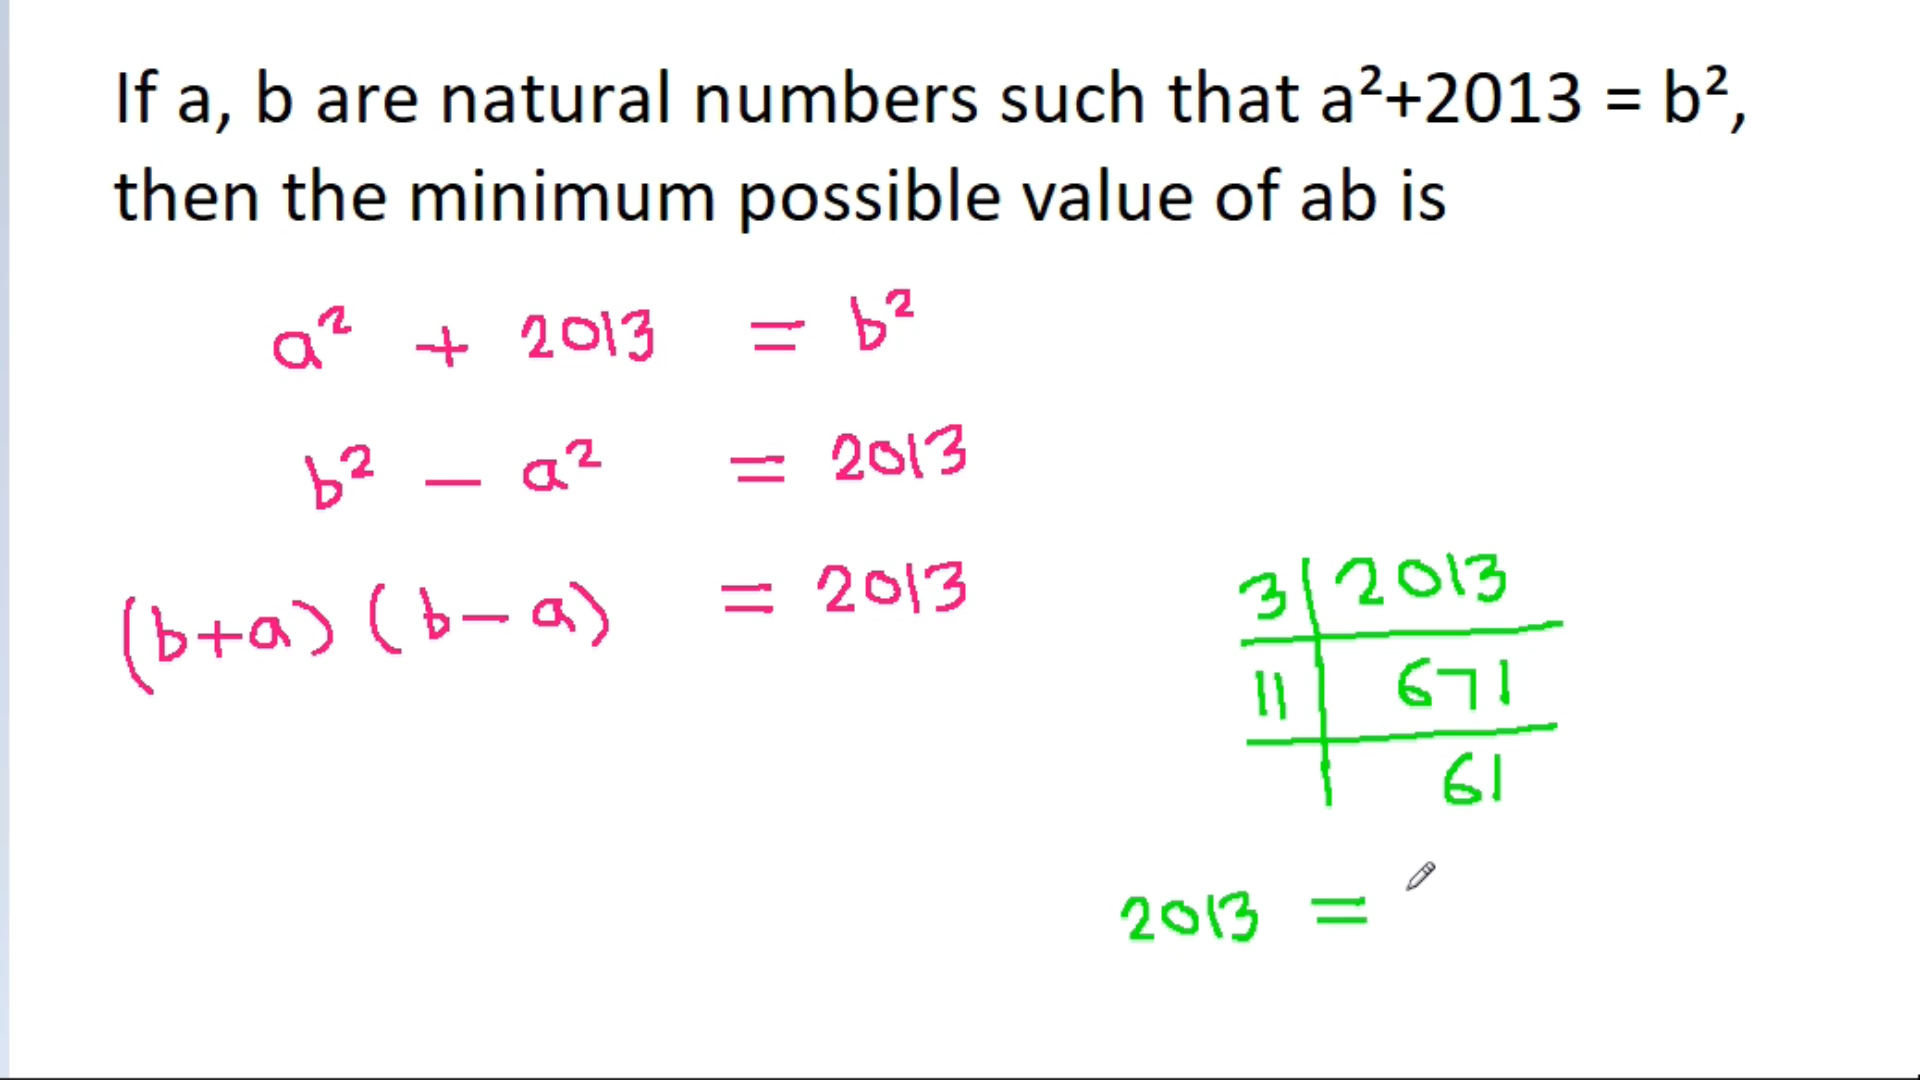 If a, b are natural numbers such that a²+2013 = b²,
then the minimum possible value of ab is
a² + 2013 = b²
b² - a² = 2013
(b+a)(b-a) = 2013
3 | 2013
11 | 671
61
2013 =